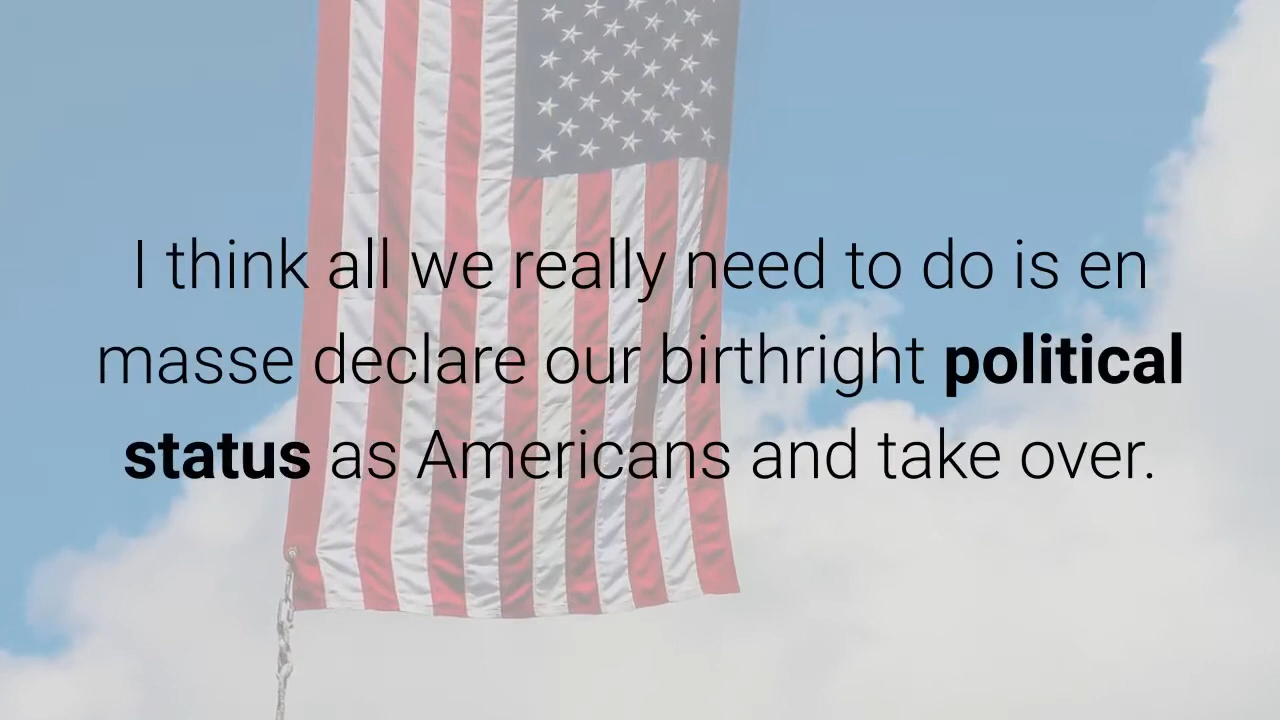 I think all we really need to do is en
masse declare our birthright political
status as Americans and take over.